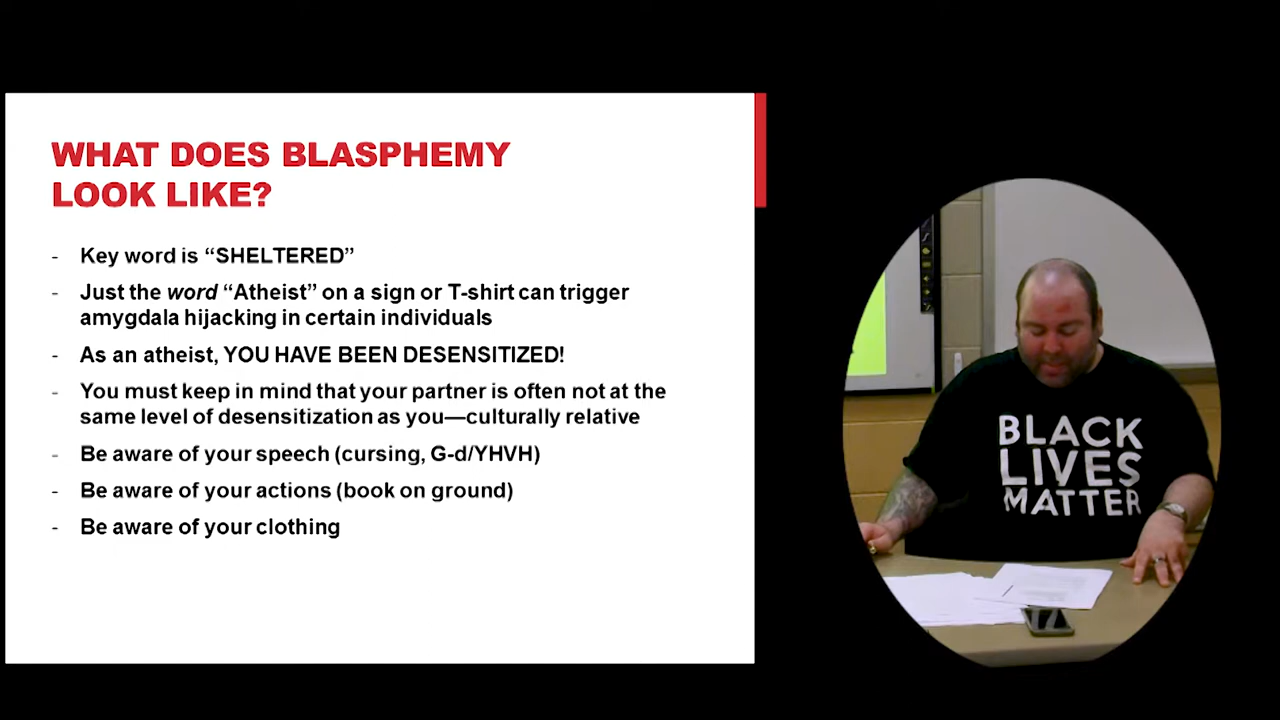 WHAT DOES BLASPHEMY
LOOK LIKE?
- Key word is “SHELTERED”
- Just the word “Atheist” on a sign or T-shirt can trigger
amygdala hijacking in certain individuals
- As an atheist, YOU HAVE BEEN DESENSITIZED!
- You must keep in mind that your partner is often not at the
same level of desensitization as you—culturally relative
- Be aware of your speech (cursing, G-d/YHVH)
- Be aware of your actions (book on ground)
- Be aware of your clothing
BLACK
LIVES
MATTER